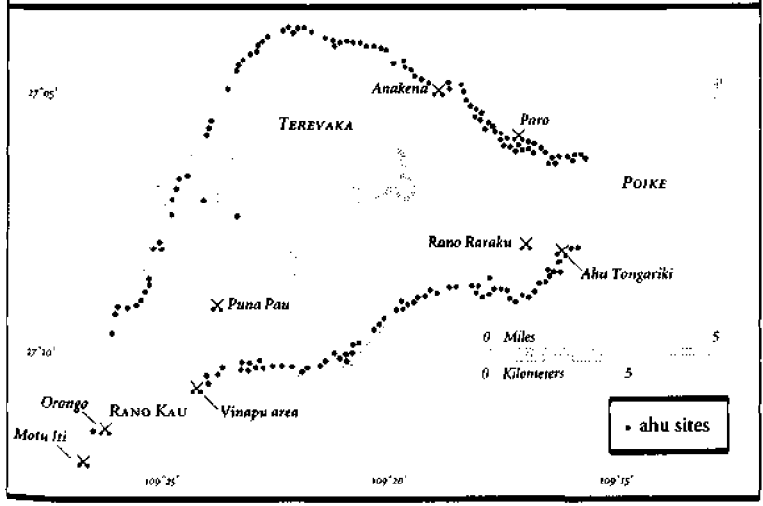 27°05'
Anakena
TEREVAKA
Paro
POIKE
Rano Raraku
Ahu Tongariki
Puna Pau
27°10'
0 Miles 5
0 Kilometers 5
Orongo
RANO KAU
Vinapu area
Motu Iti
• ahu sites
109°25' 109°20' 109°15'